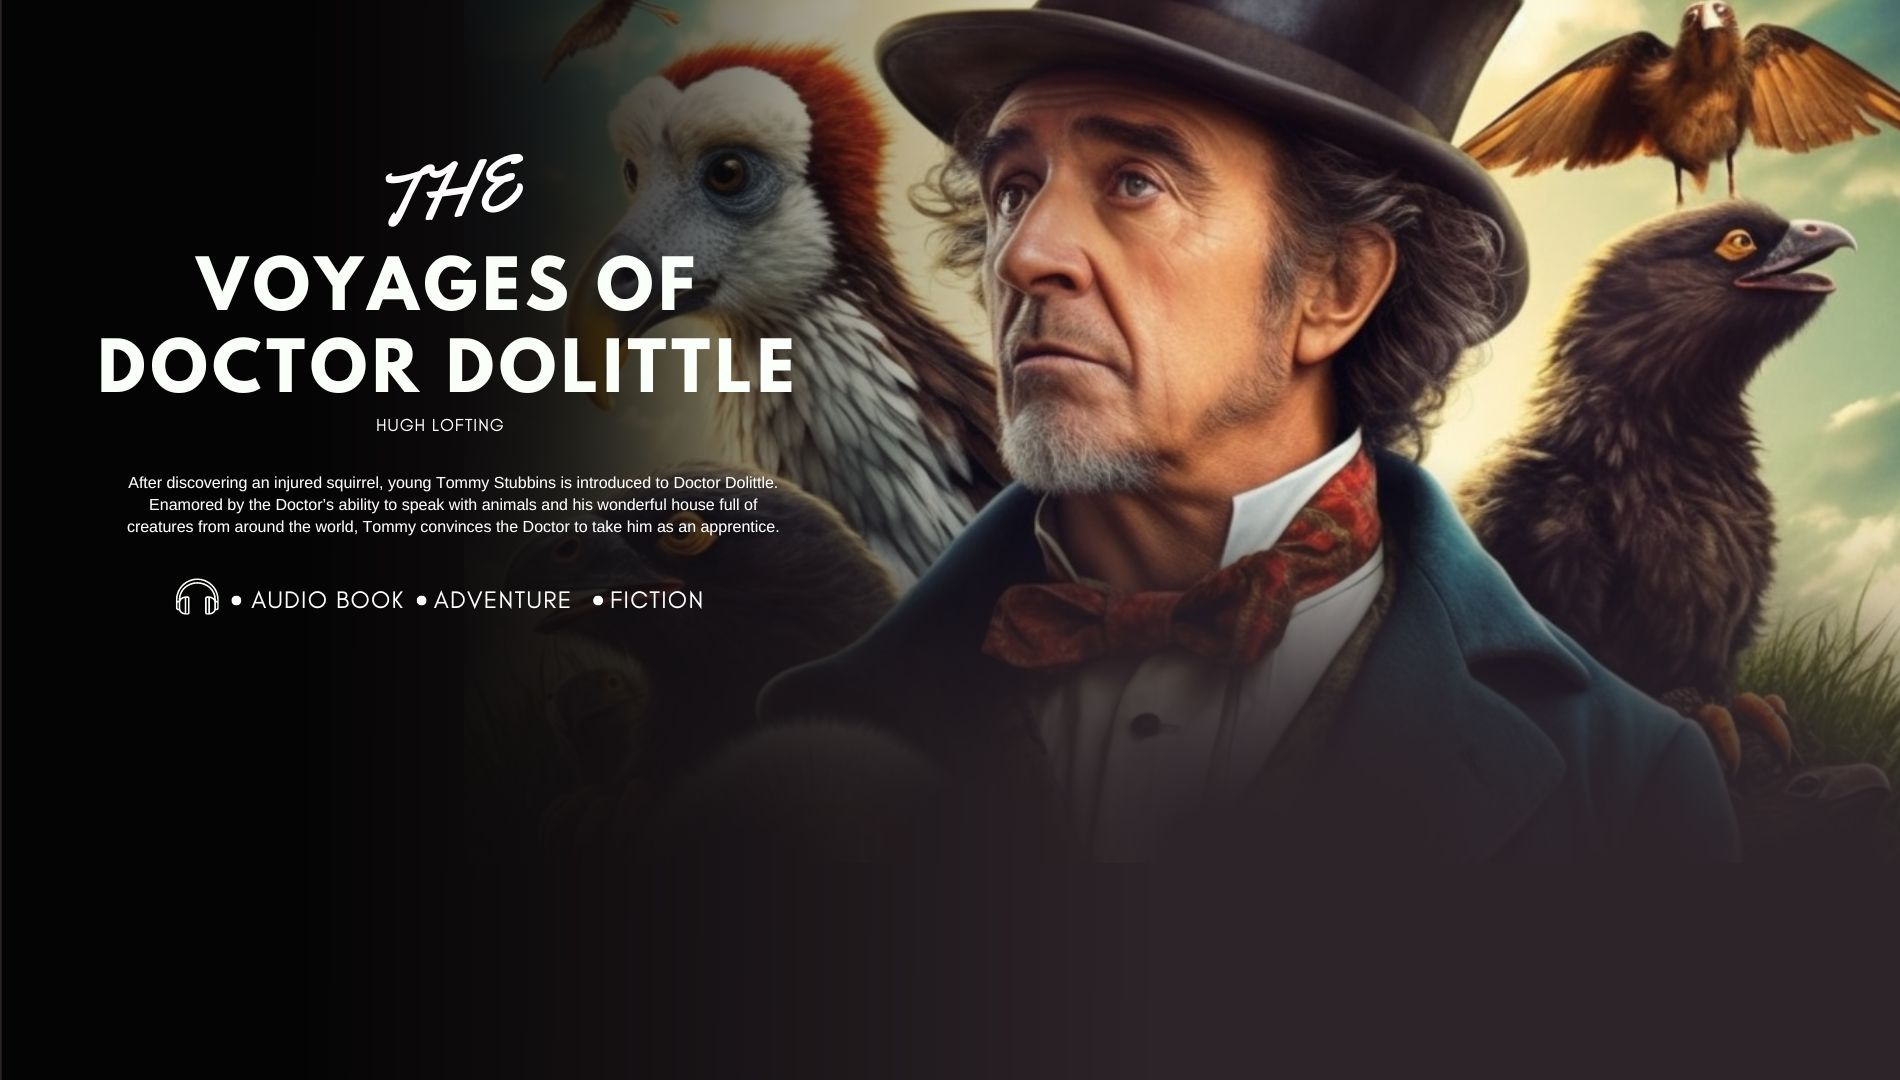 THE
VOYAGES OF
DOCTOR DOLITTLE
HUGH LOFTING
After discovering an injured squirrel, young Tommy Stubbins is introduced to Doctor Dolittle.
Enamored by the Doctor’s ability to speak with animals and his wonderful house full of
creatures from around the world, Tommy convinces the Doctor to take him as an apprentice.
• AUDIO BOOK • ADVENTURE • FICTION